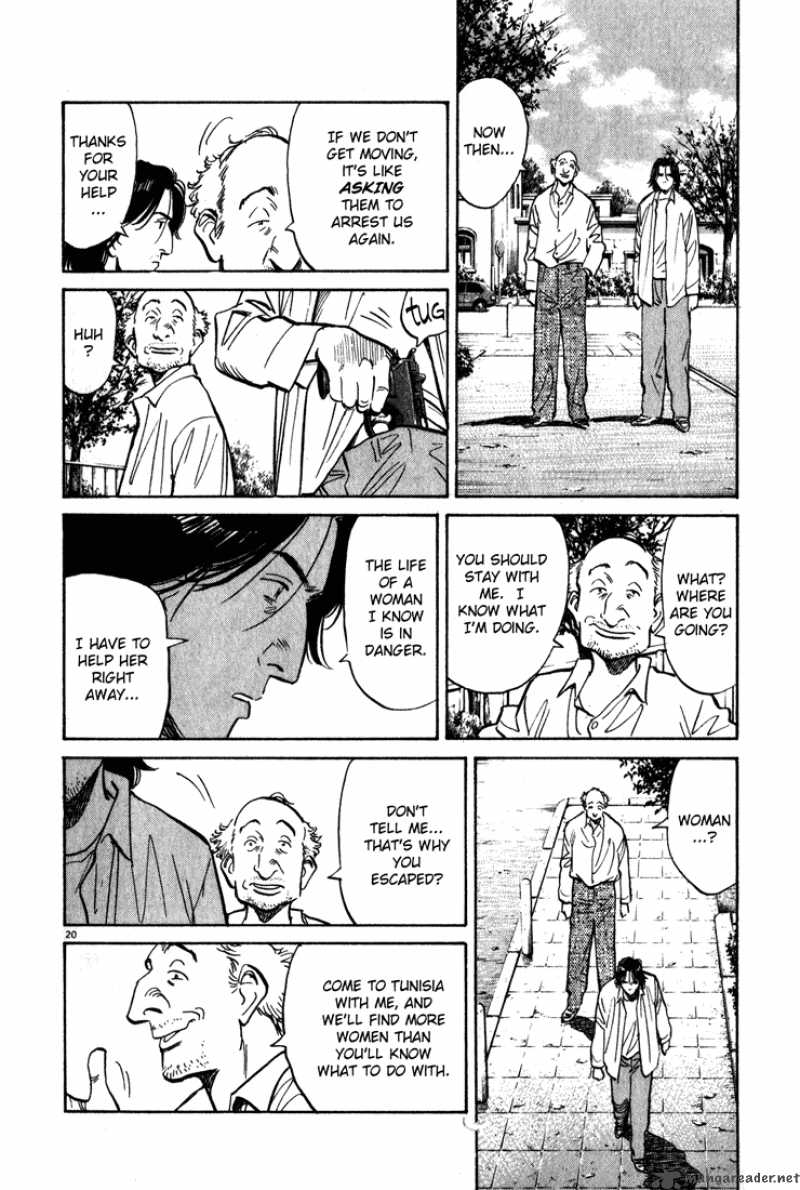 NOW
THEN...
IF WE DON'T
GET MOVING,
IT'S LIKE
ASKING
THEM TO
ARREST US
AGAIN.
THANKS
FOR
YOUR
HELP
...
tug
HUH
?
WHAT?
WHERE
ARE YOU
GOING?
YOU SHOULD
STAY WITH
ME. I
KNOW WHAT
I'M DOING.
THE LIFE
OF A
WOMAN
I KNOW
IS IN
DANGER.
I HAVE TO
HELP HER
RIGHT
AWAY...
WOMAN
...?
DON'T
TELL ME...
THAT'S WHY
YOU
ESCAPED?
20
COME TO TUNISIA
WITH ME, AND
WE'LL FIND MORE
WOMEN THAN
YOU'LL KNOW
WHAT TO DO WITH.
mangareader.net